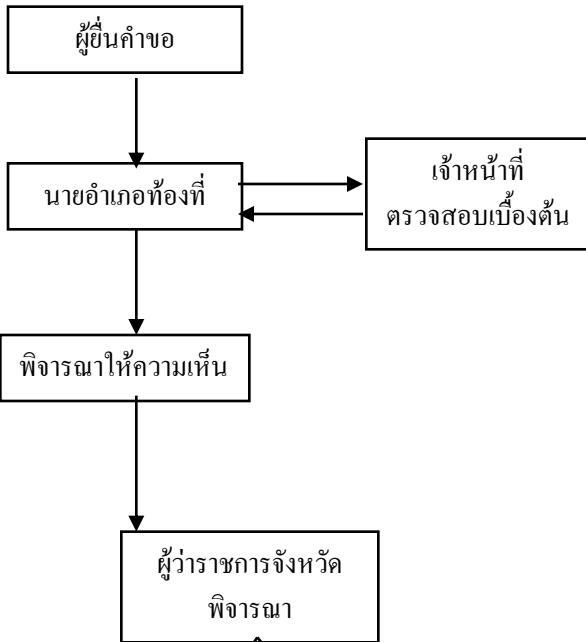 ผู้ยื่นคำขอ
นายอำเภอท้องที่
เจ้าหน้าที่
ตรวจสอบเบื้องต้น
พิจารณาให้ความเห็น
ผู้ว่าราชการจังหวัด
พิจารณา